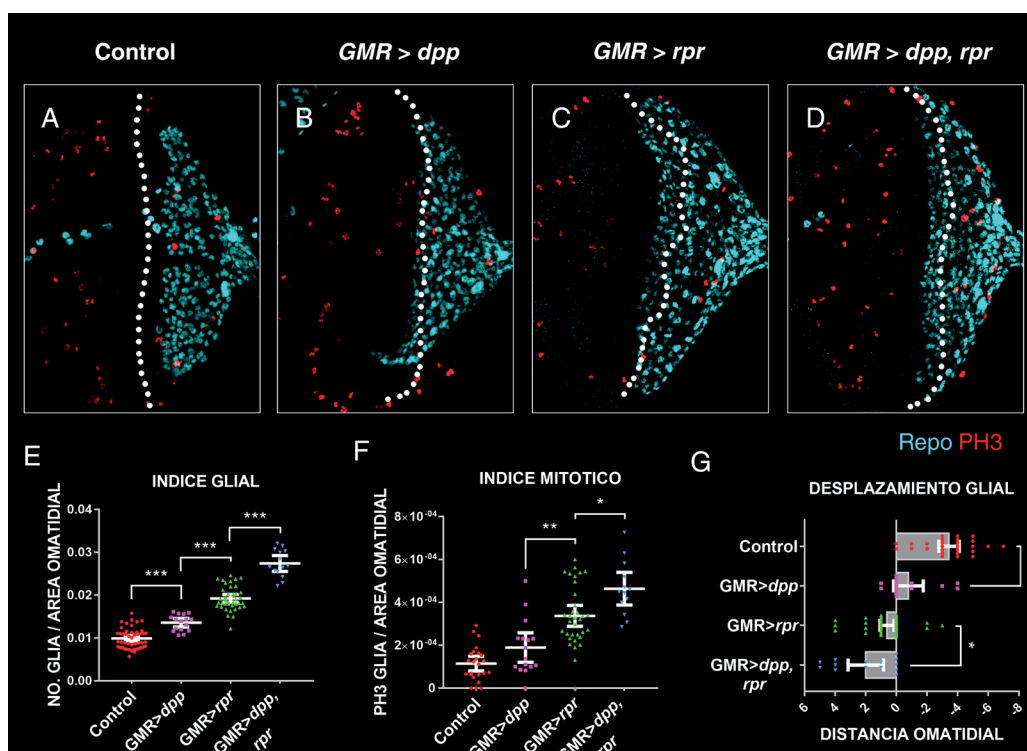 Control
GMR > dpp
GMR > rpr
GMR > dpp, rpr
A
B
C
D
Repo PH3
E
INDICE GLIAL
NO. GLIA / AREA OMATIDIAL
0.04
0.03
0.02
0.01
0.00
***
***
***
Control
GMR>dpp
GMR>rpr
GMR>dpp,
rpr
F
INDICE MITOTICO
PH3 GLIA / AREA OMATIDIAL
8×10-04
6×10-04
4×10-04
2×10-04
0
**
*
Control
GMR>dpp
GMR>rpr
GMR>dpp,
rpr
G
DESPLAZAMIENTO GLIAL
Control
GMR>dpp
GMR>rpr
GMR>dpp,
rpr
*
6 4 2 0 -2 -4 -6 -8
DISTANCIA OMATIDIAL